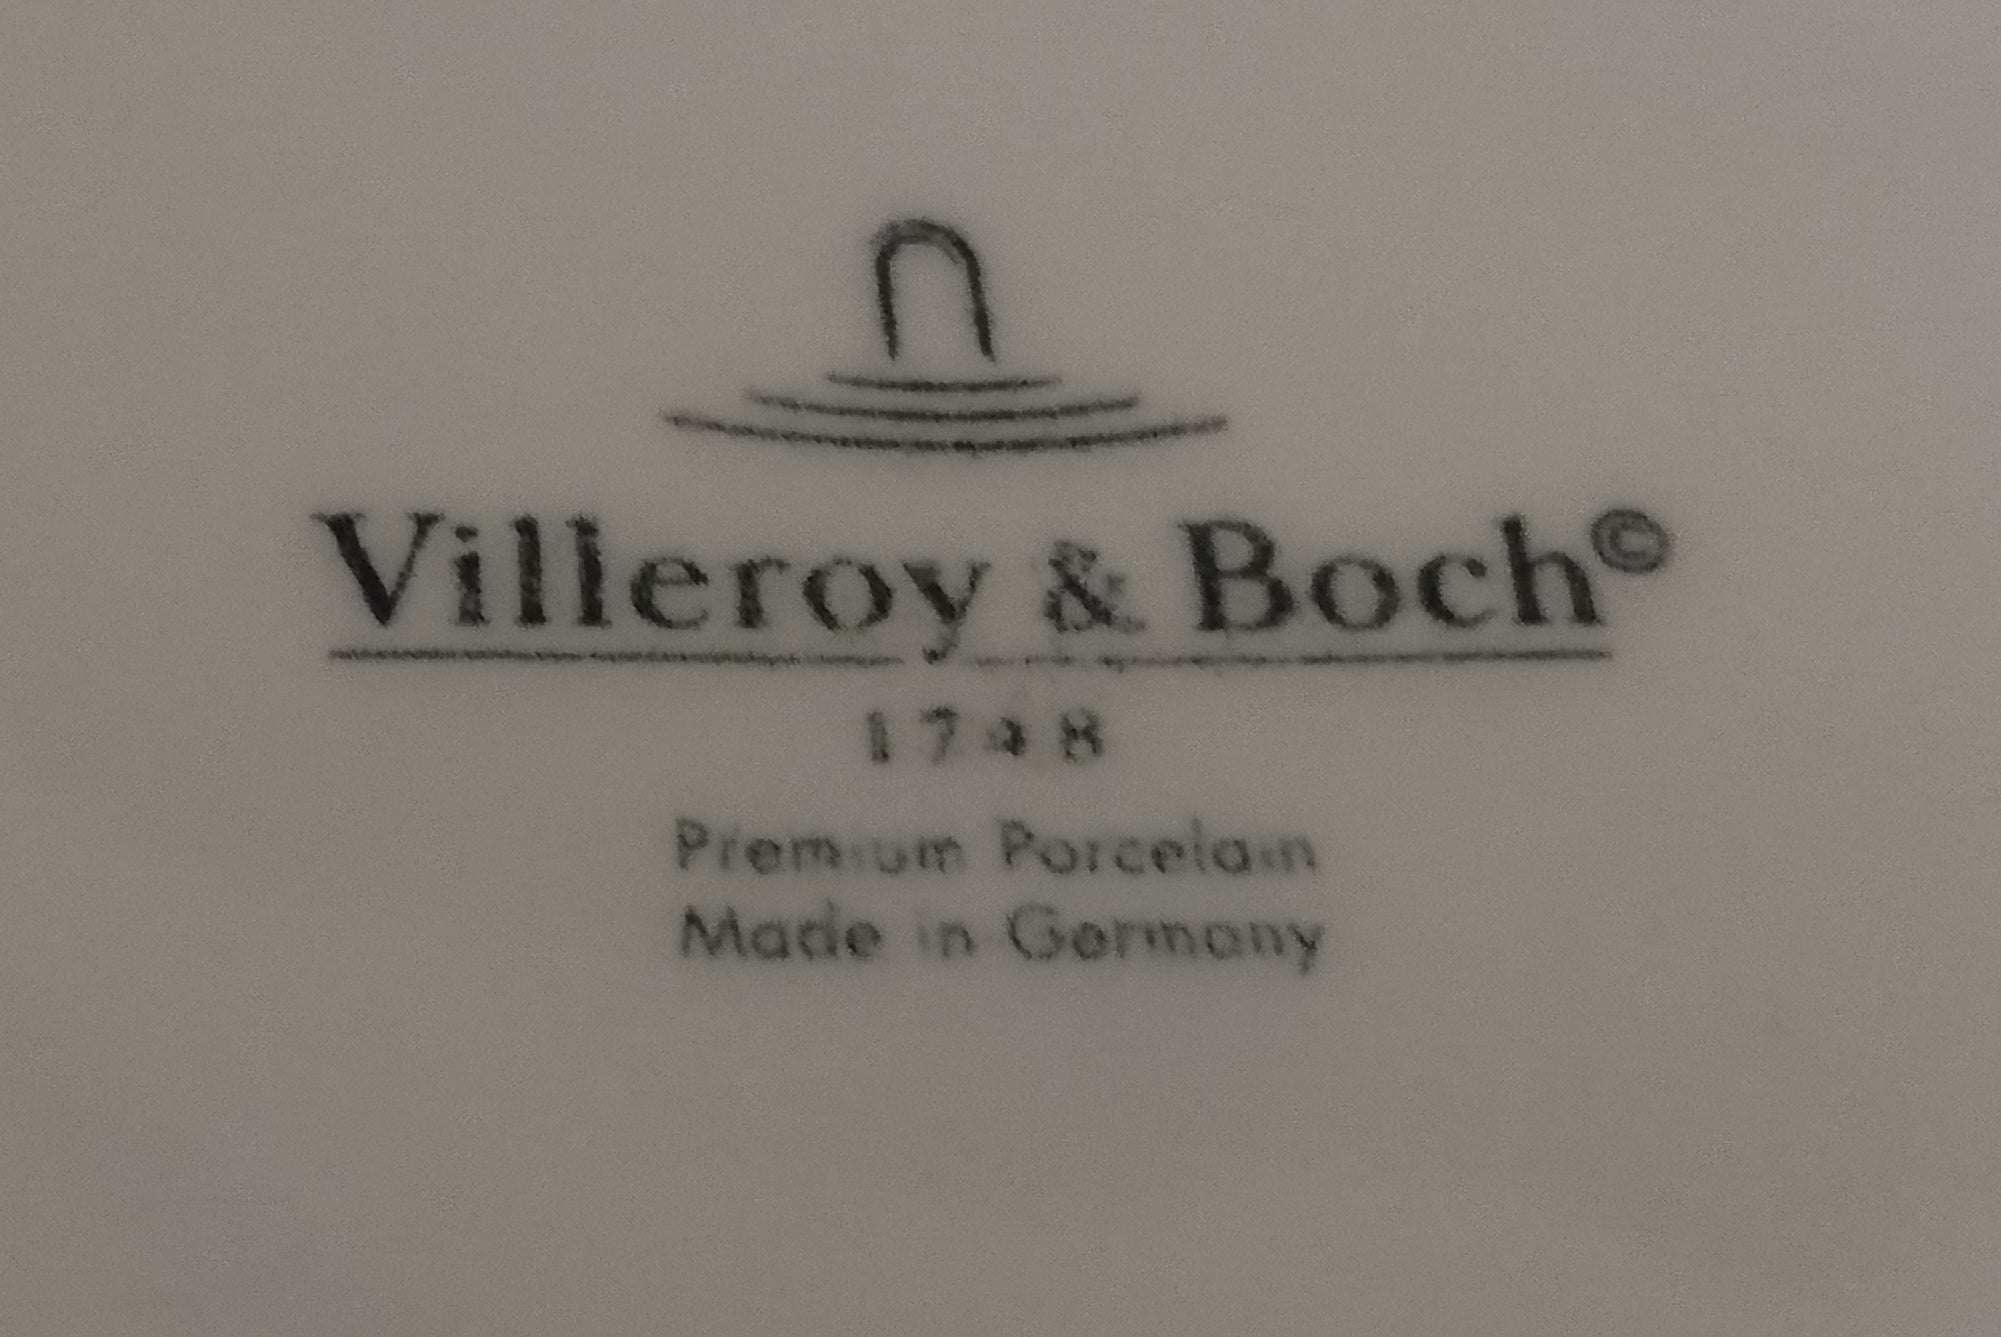 Villeroy & Boch©
1748
Premium Porcelain
Made in Germany